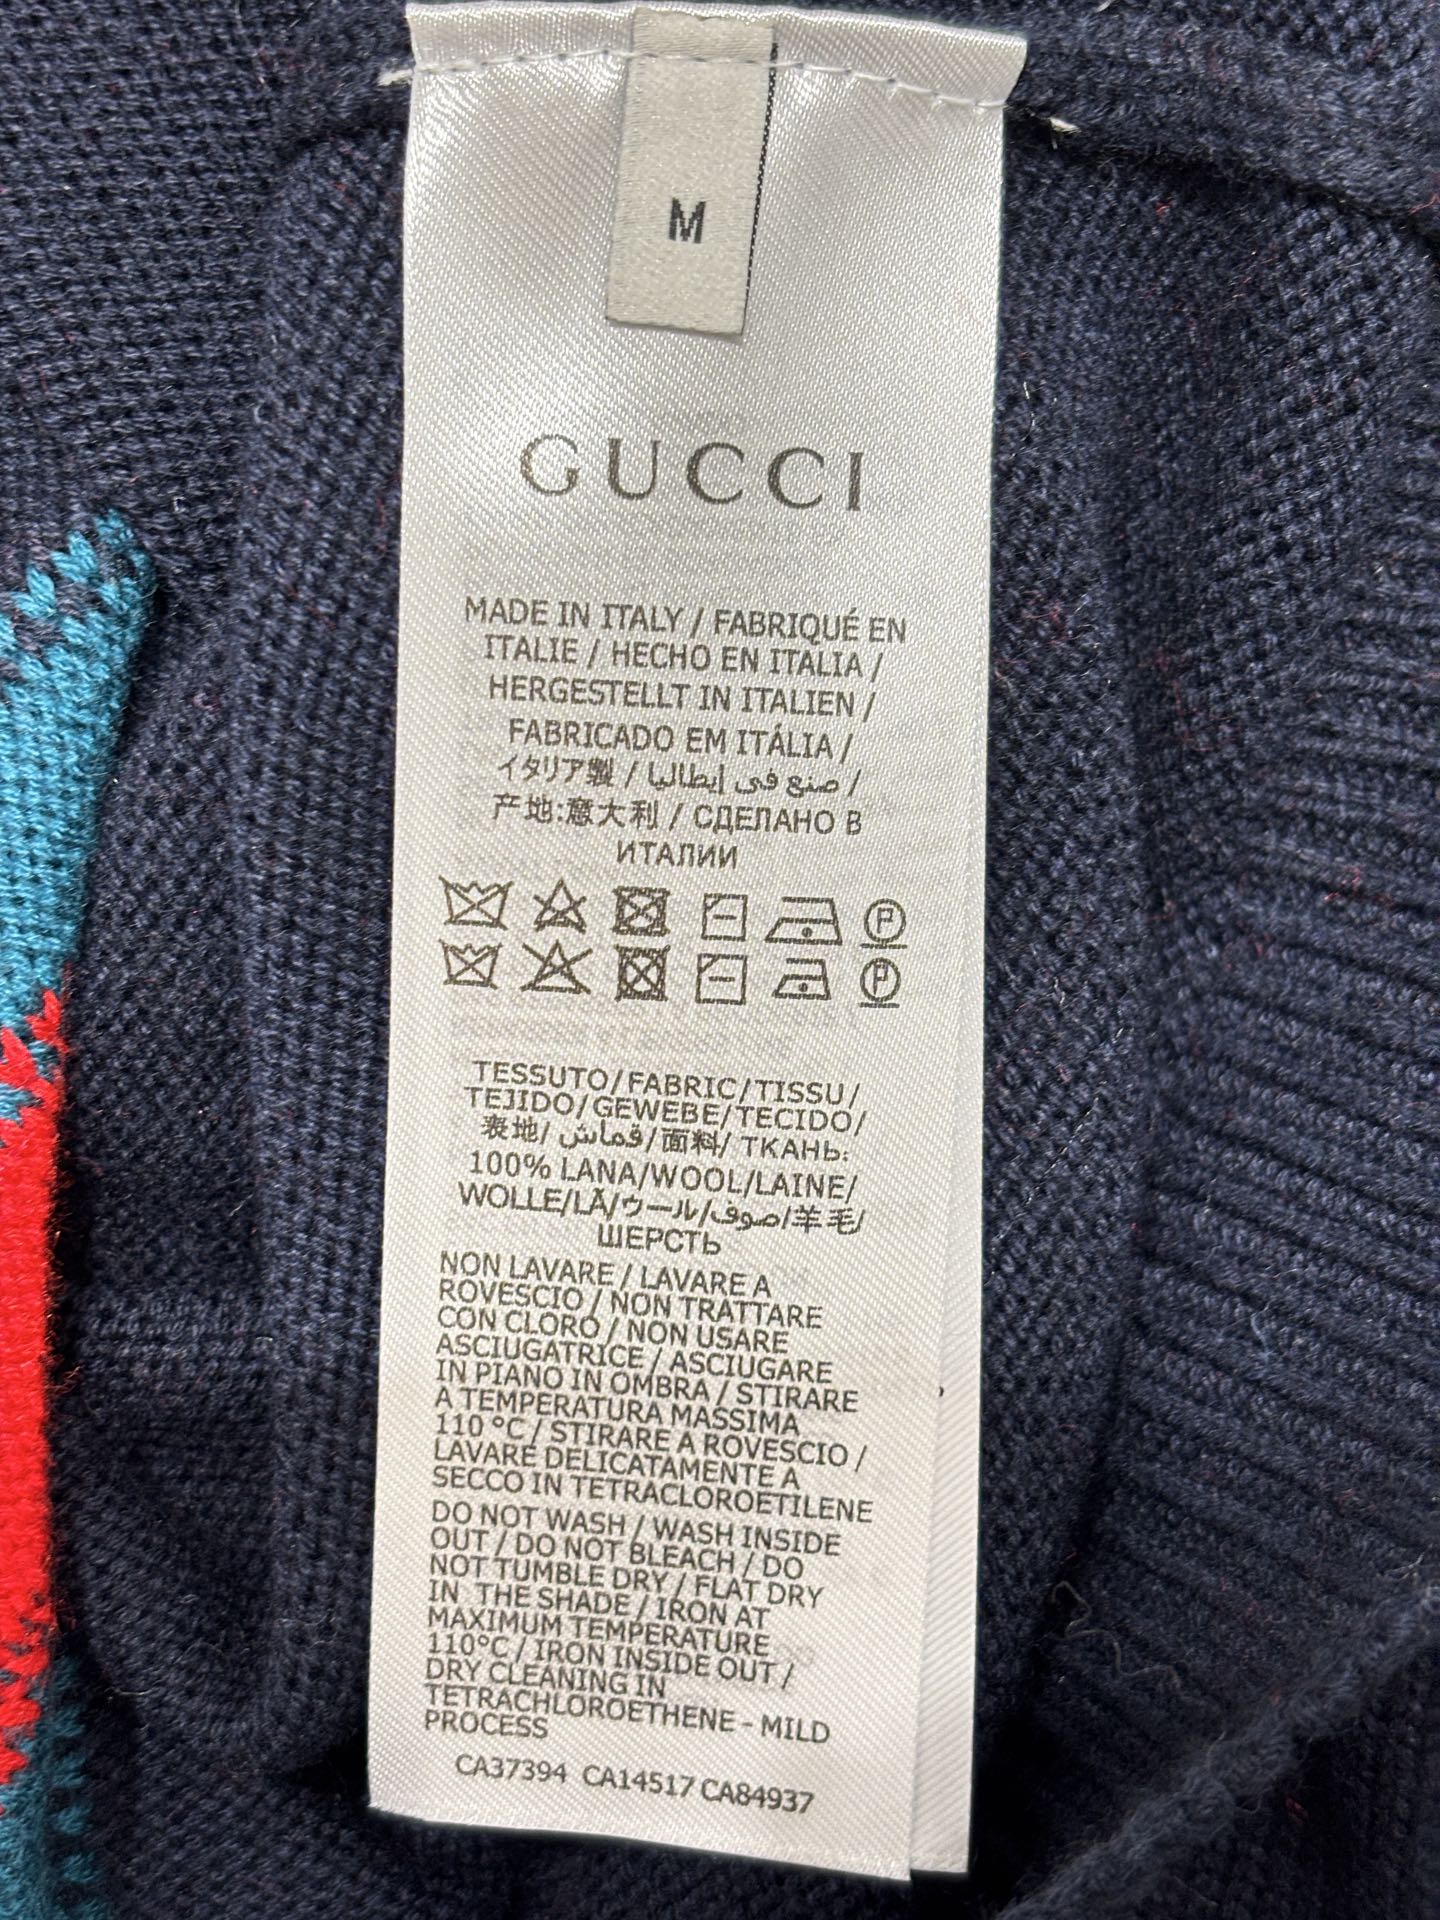 M
GUCCI
MADE IN ITALY / FABRIQUÉ EN
ITALIE / HECHO EN ITALIA /
HERGESTELLT IN ITALIEN /
FABRICADO EM ITÁLIA /
イタリア製 / صنع في إيطاليا /
产地:意大利 / СДЕЛАНО В
ИТАЛИИ
P
P
TESSUTO/FABRIC/TISSU/
TEJIDO/GEWEBE/TECIDO/
表地/ قماش/面料/ ТКАНЬ:
100% LANA/WOOL/LAINE/
WOLLE/LÃ/ウール/صوف/羊毛/
ШЕРСТЬ
NON LAVARE / LAVARE A
ROVESCIO / NON TRATTARE
CON CLORO / NON USARE
ASCIUGATRICE / ASCIUGARE
IN PIANO IN OMBRA / STIRARE
A TEMPERATURA MASSIMA
110 °C / STIRARE A ROVESCIO /
LAVARE DELICATAMENTE A
SECCO IN TETRACLOROETILENE
DO NOT WASH / WASH INSIDE
OUT / DO NOT BLEACH / DO
NOT TUMBLE DRY / FLAT DRY
IN THE SHADE / IRON AT
MAXIMUM TEMPERATURE
110°C / IRON INSIDE OUT /
DRY CLEANING IN
TETRACHLOROETHENE - MILD
PROCESS
CA37394 CA14517 CA84937